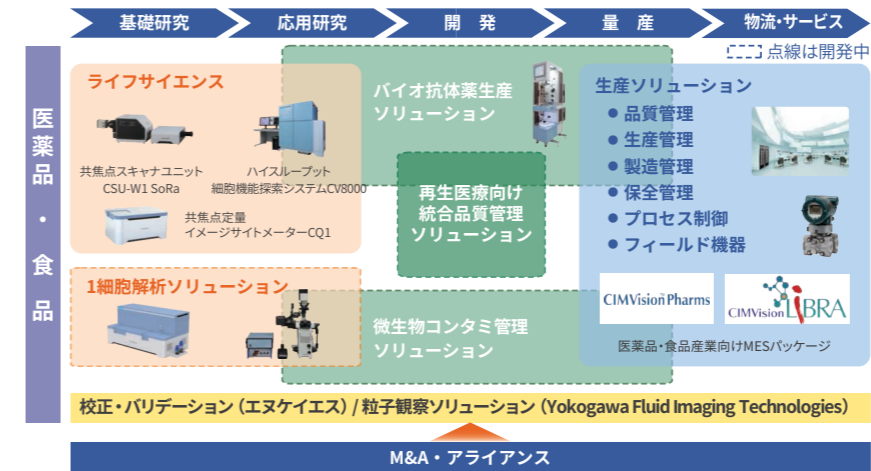 基礎研究
応用研究
開 発
量 産
物流・サービス
点線は開発中
医薬品・食品
ライフサイエンス
共焦点スキャナユニット
CSU-W1 SoRa
ハイスループット
細胞機能探索システムCV8000
共焦点定量
イメージサイトメーターCQ1
1細胞解析ソリューション
バイオ抗体薬生産
ソリューション
再生医療向け
統合品質管理
ソリューション
微生物コンタミ管理
ソリューション
生産ソリューション
● 品質管理
● 生産管理
● 製造管理
● 保全管理
● プロセス制御
● フィールド機器
CIMVision Pharms
CIMVision LIBRA
医薬品・食品産業向けMESパッケージ
校正・バリデーション（エヌケイエス）/ 粒子観察ソリューション（Yokogawa Fluid Imaging Technologies）
M&A・アライアンス